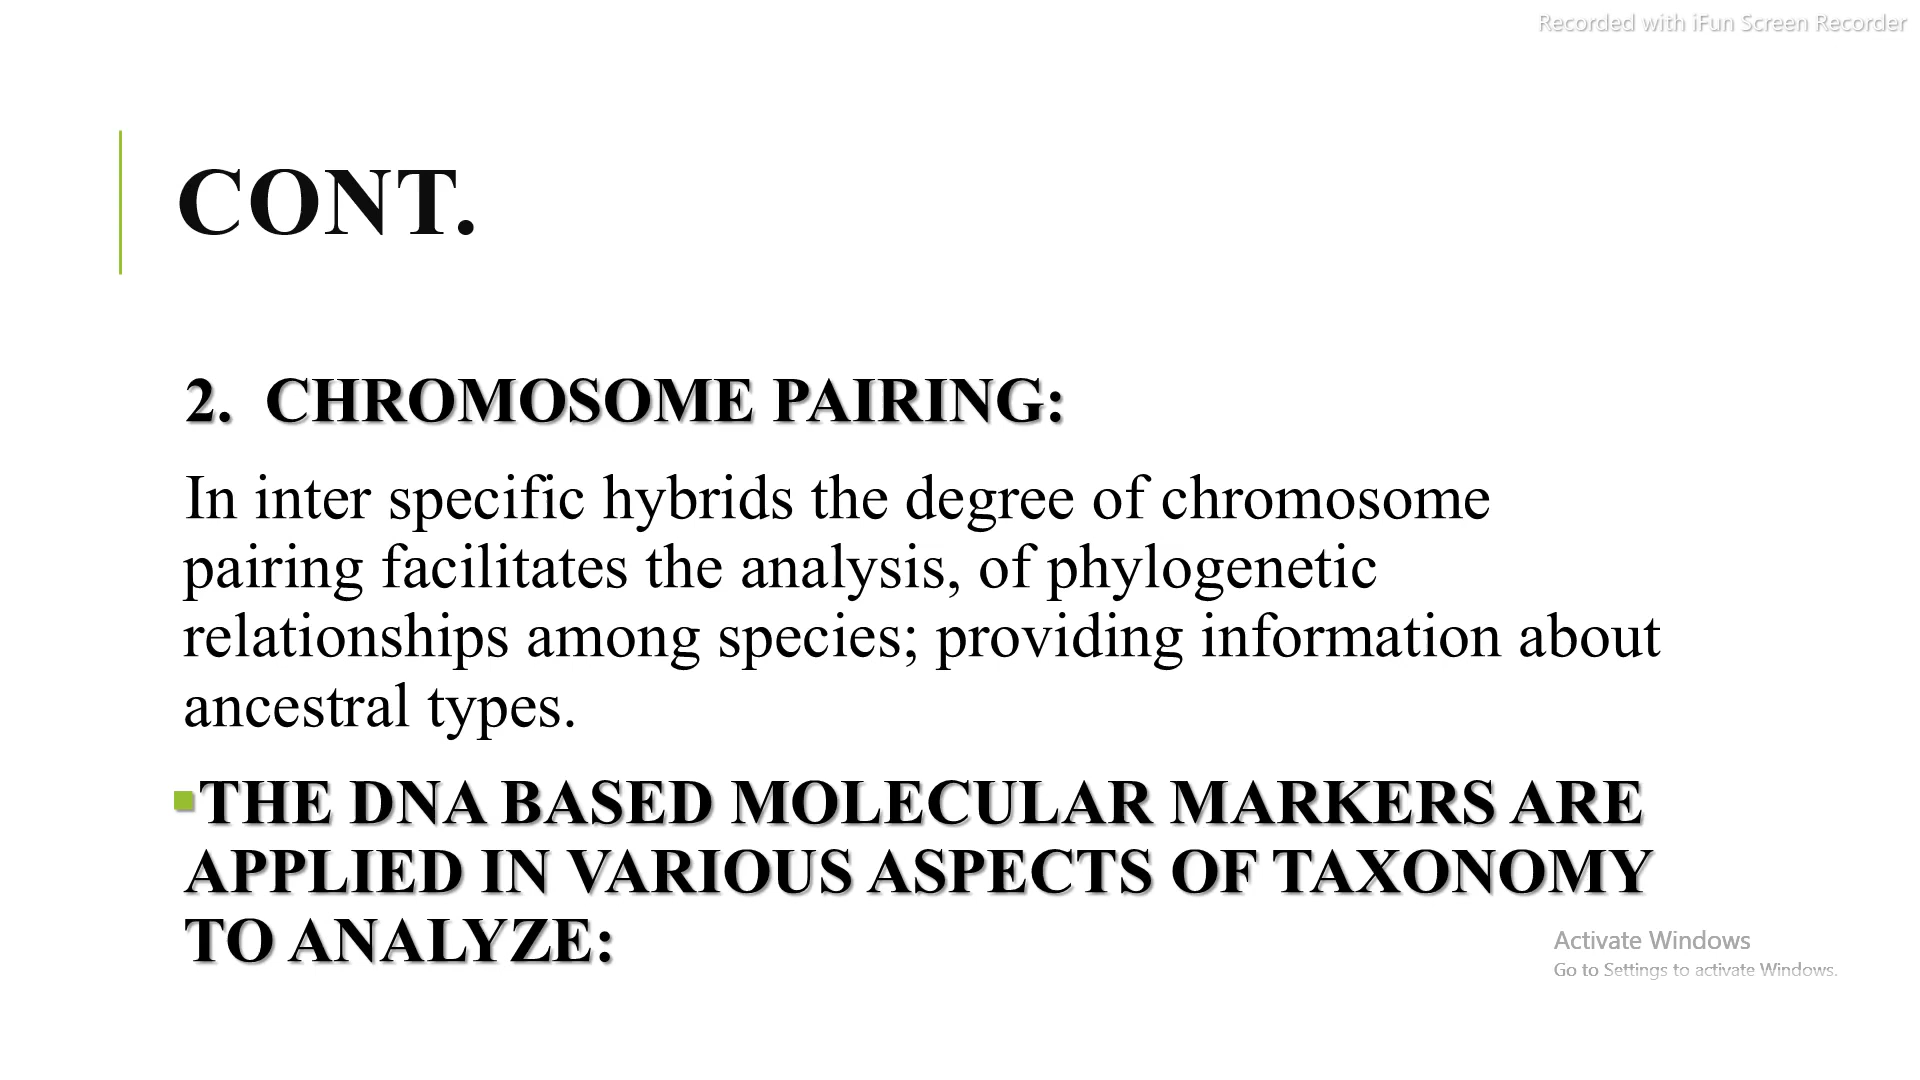 Recorded with iFun Screen Recorder
CONT.
2. CHROMOSOME PAIRING:
In inter specific hybrids the degree of chromosome
pairing facilitates the analysis, of phylogenetic
relationships among species; providing information about
ancestral types.
▪THE DNA BASED MOLECULAR MARKERS ARE
APPLIED IN VARIOUS ASPECTS OF TAXONOMY
TO ANALYZE:
Activate Windows
Go to Settings to activate Windows.